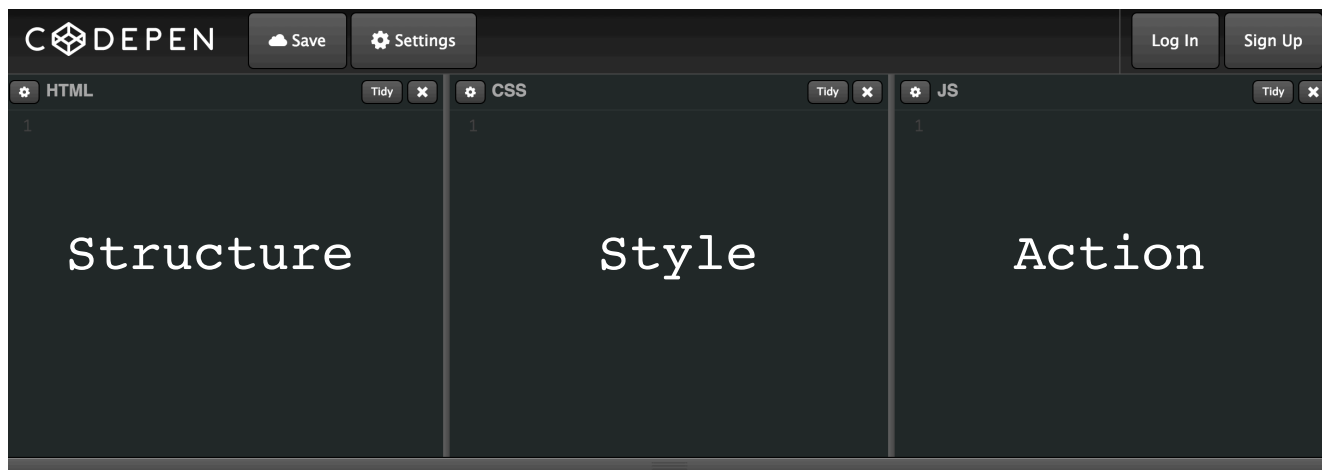 CODEPEN Save Settings Log In Sign Up
HTML Tidy CSS Tidy JS Tidy
1 1 1
Structure Style Action